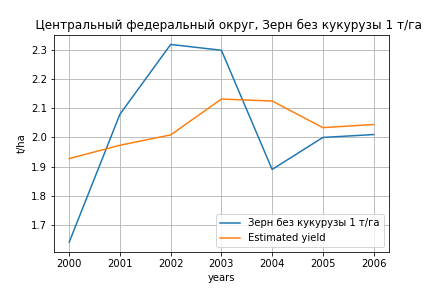 Центральный федеральный округ, Зерн без кукурузы 1 т/га
t/ha
2.3
2.2
2.1
2.0
1.9
1.8
1.7
Зерн без кукурузы 1 т/га
Estimated yield
2000 2001 2002 2003 2004 2005 2006
years